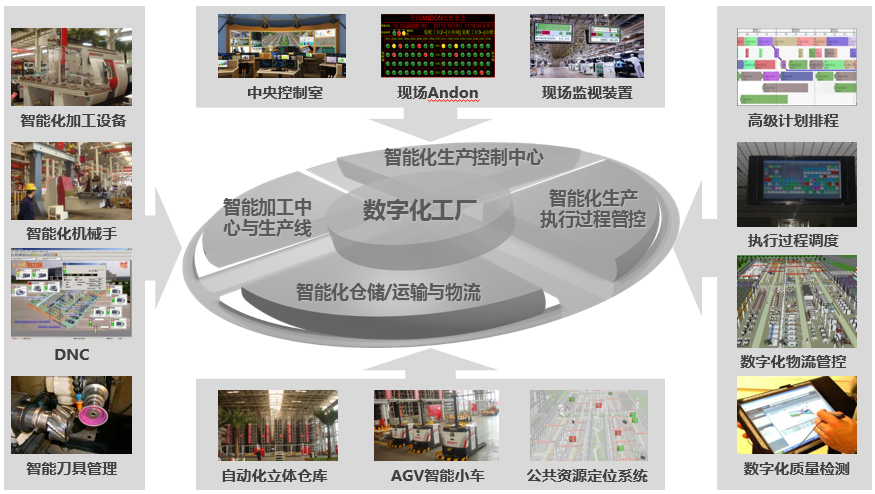 中央控制室
现场Andon
现场监视装置
智能化加工设备
智能化机械手
DNC
智能刀具管理
智能化生产控制中心
智能加工中
心与生产线
数字化工厂
智能化生产
执行过程管控
智能化仓储/运输与物流
高级计划排程
执行过程调度
数字化物流管控
数字化质量检测
自动化立体仓库
AGV智能小车
公共资源定位系统